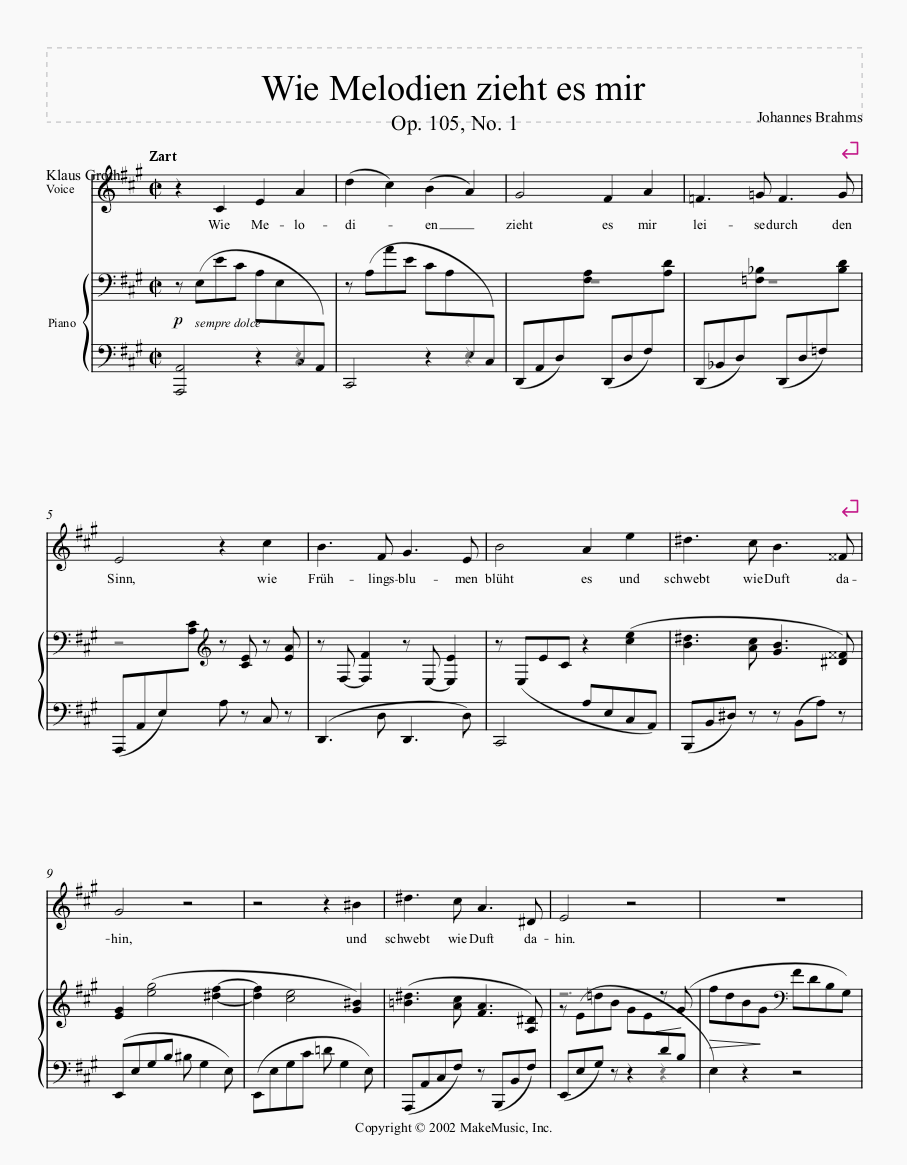 Wie Melodien zieht es mir
Op. 105, No. 1
Johannes Brahms
Zart
Klaus Groth
Voice
Wie Me - lo - di - en zieht es mir lei - se durch den
Piano
p sempre dolce
5
Sinn, wie Früh - lings-blu - men blüht es und schwebt wie Duft da -
9
-hin, und schwebt wie Duft da - hin.
Copyright © 2002 MakeMusic, Inc.